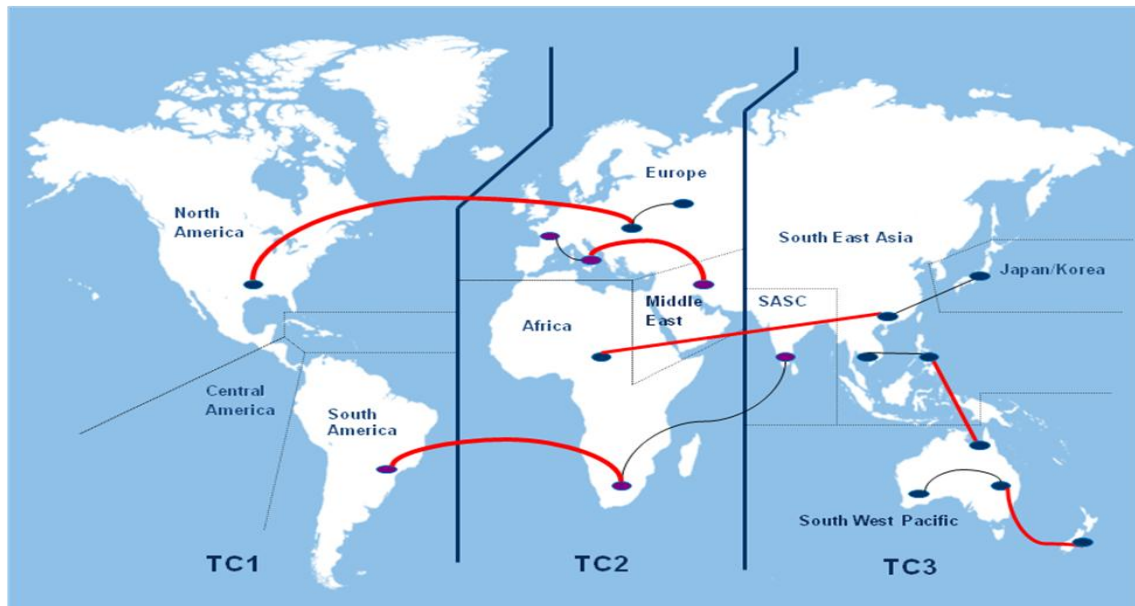 Europe
North
America
South East Asia
Japan/Korea
Middle
East
SASC
Africa
Central
America
South
America
South West Pacific
TC1
TC2
TC3